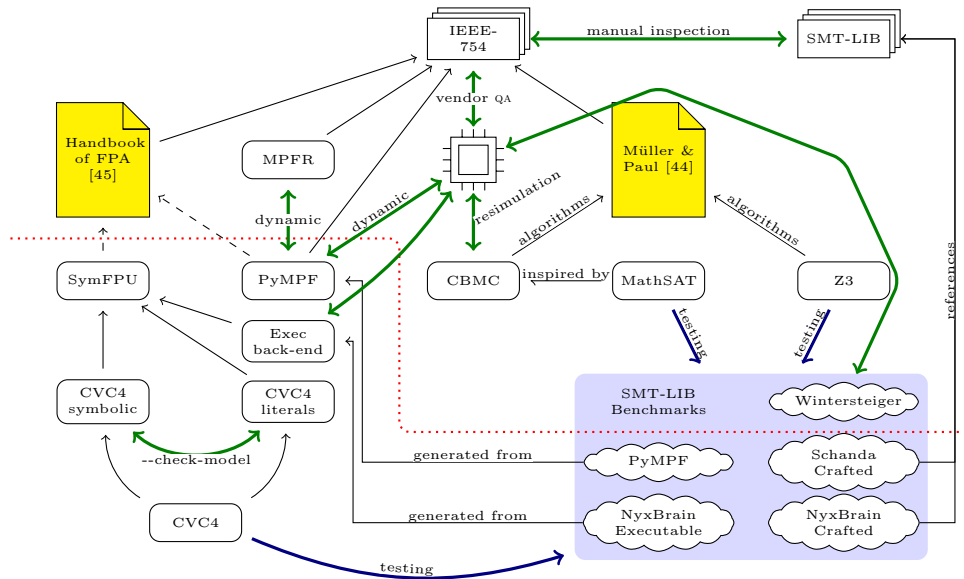 IEEE-
754
manual inspection
SMT-LIB
vendor QA
Handbook
of FPA
[45]
MPFR
Müller &
Paul [44]
dynamic
dynamic
resimulation
algorithms
algorithms
SymFPU
PyMPF
CBMC
inspired by
MathSAT
Z3
references
Exec
back-end
testing
testing
CVC4
symbolic
CVC4
literals
SMT-LIB
Benchmarks
Wintersteiger
--check-model
generated from
PyMPF
Schanda
Crafted
CVC4
generated from
NyxBrain
Executable
NyxBrain
Crafted
testing